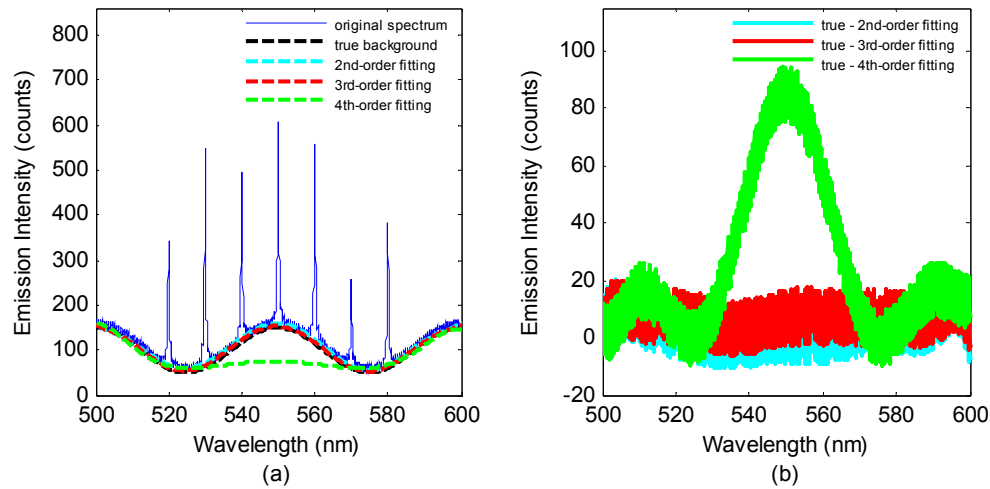 original spectrum
true background
2nd-order fitting
3rd-order fitting
4th-order fitting
Emission Intensity (counts)
800
700
600
500
400
300
200
100
0
500
520
540
560
580
600
Wavelength (nm)
(a)
true - 2nd-order fitting
true - 3rd-order fitting
true - 4th-order fitting
Emission Intensity (counts)
100
80
60
40
20
0
-20
500
520
540
560
580
600
Wavelength (nm)
(b)